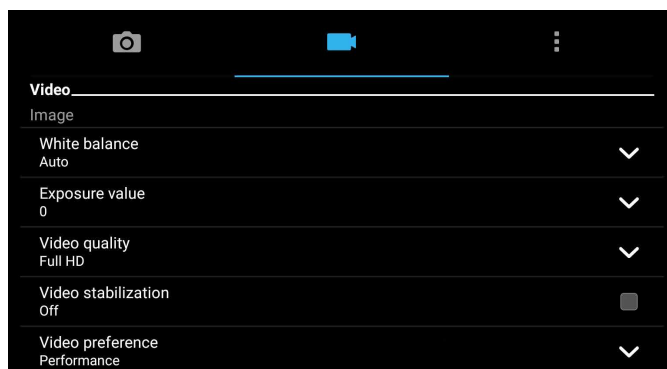 Video
Image
White balance
Auto
Exposure value
0
Video quality
Full HD
Video stabilization
Off
Video preference
Performance